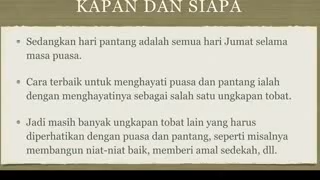 KAPAN DAN SIAPA
Sedangkan hari pantang adalah semua hari Jumat selama
masa puasa.
Cara terbaik untuk menghayati puasa dan pantang ialah
dengan menghayatinya sebagai salah satu ungkapan tobat.
Jadi masih banyak ungkapan tobat lain yang harus
diperhatikan dengan puasa dan pantang, seperti misalnya
membangun niat-niat baik, memberi amal sedekah, dll.